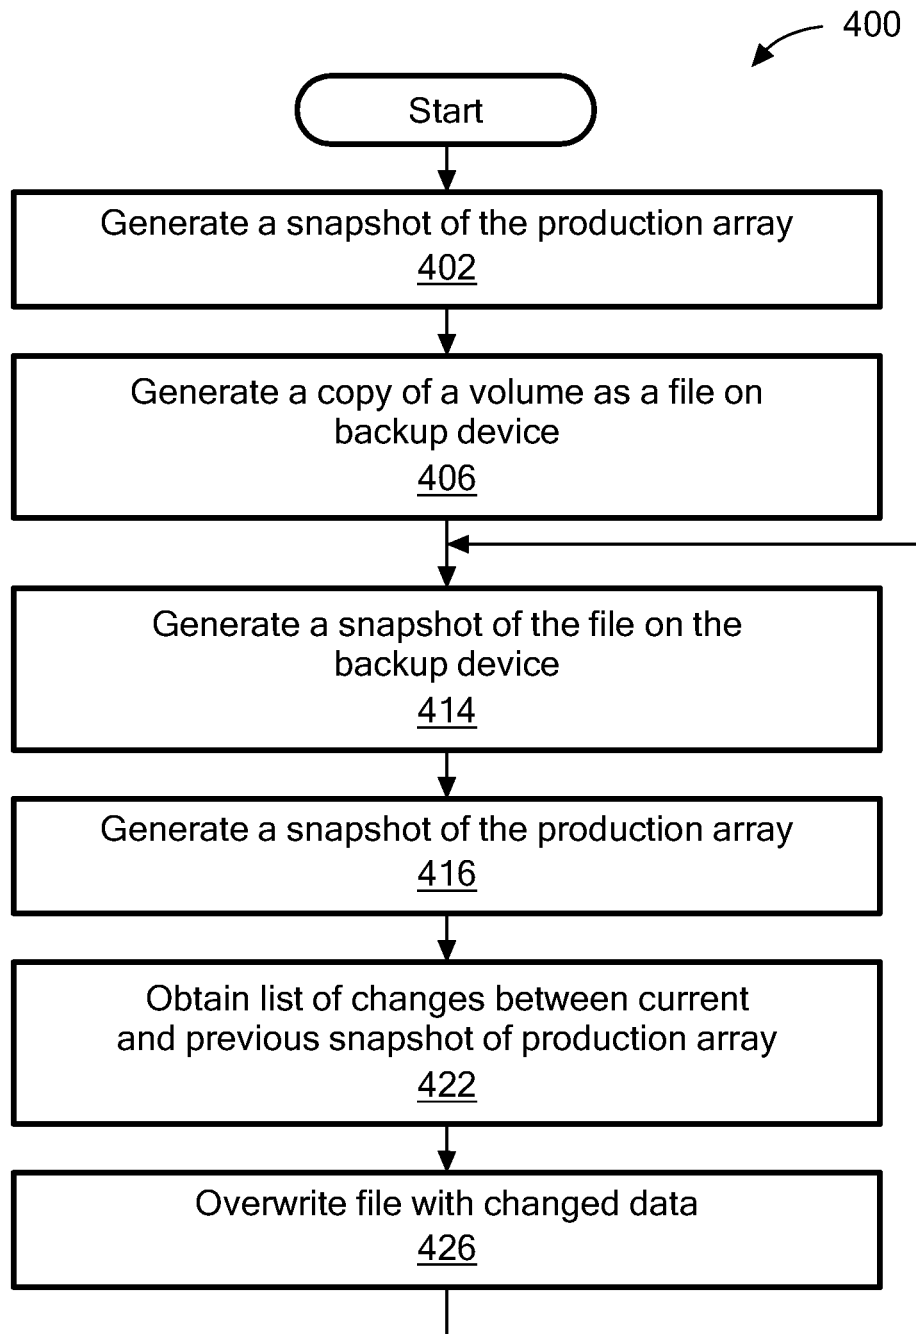 400
Start
Generate a snapshot of the production array
402
Generate a copy of a volume as a file on
backup device
406
Generate a snapshot of the file on the
backup device
414
Generate a snapshot of the production array
416
Obtain list of changes between current
and previous snapshot of production array
422
Overwrite file with changed data
426